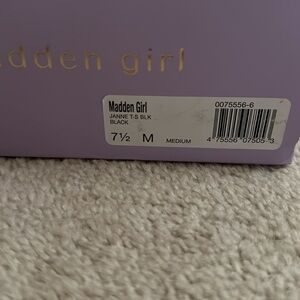 adden girl
Madden Girl 0075556-6
JANNE T-S BLK
BLACK
7½ M MEDIUM 4 75556 07505 3